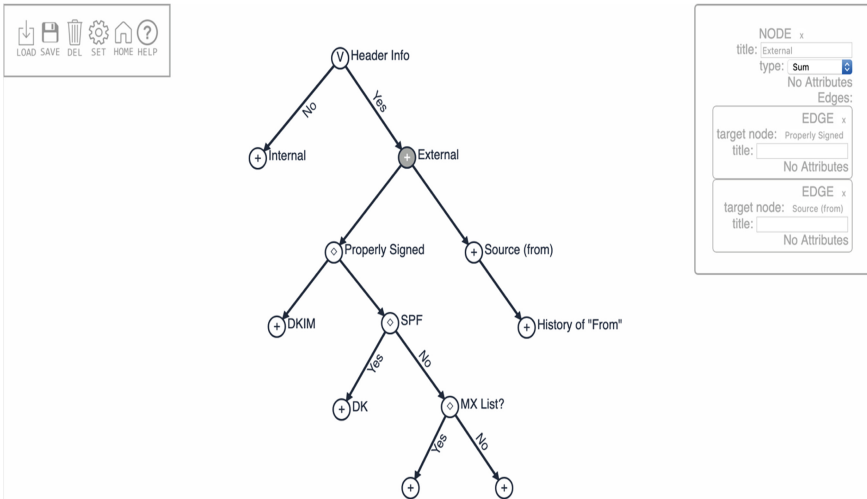 LOAD SAVE DEL SET HOME HELP
V Header Info
No
Yes
+ Internal
+ External
◇ Properly Signed
+ Source (from)
+ DKIM
◇ SPF
+ History of "From"
Yes
No
+ DK
◇ MX List?
Yes
No
+
+
NODE x
title: External
type: Sum
No Attributes
Edges:
EDGE x
target node: Properly Signed
title:
No Attributes
EDGE x
target node: Source (from)
title:
No Attributes